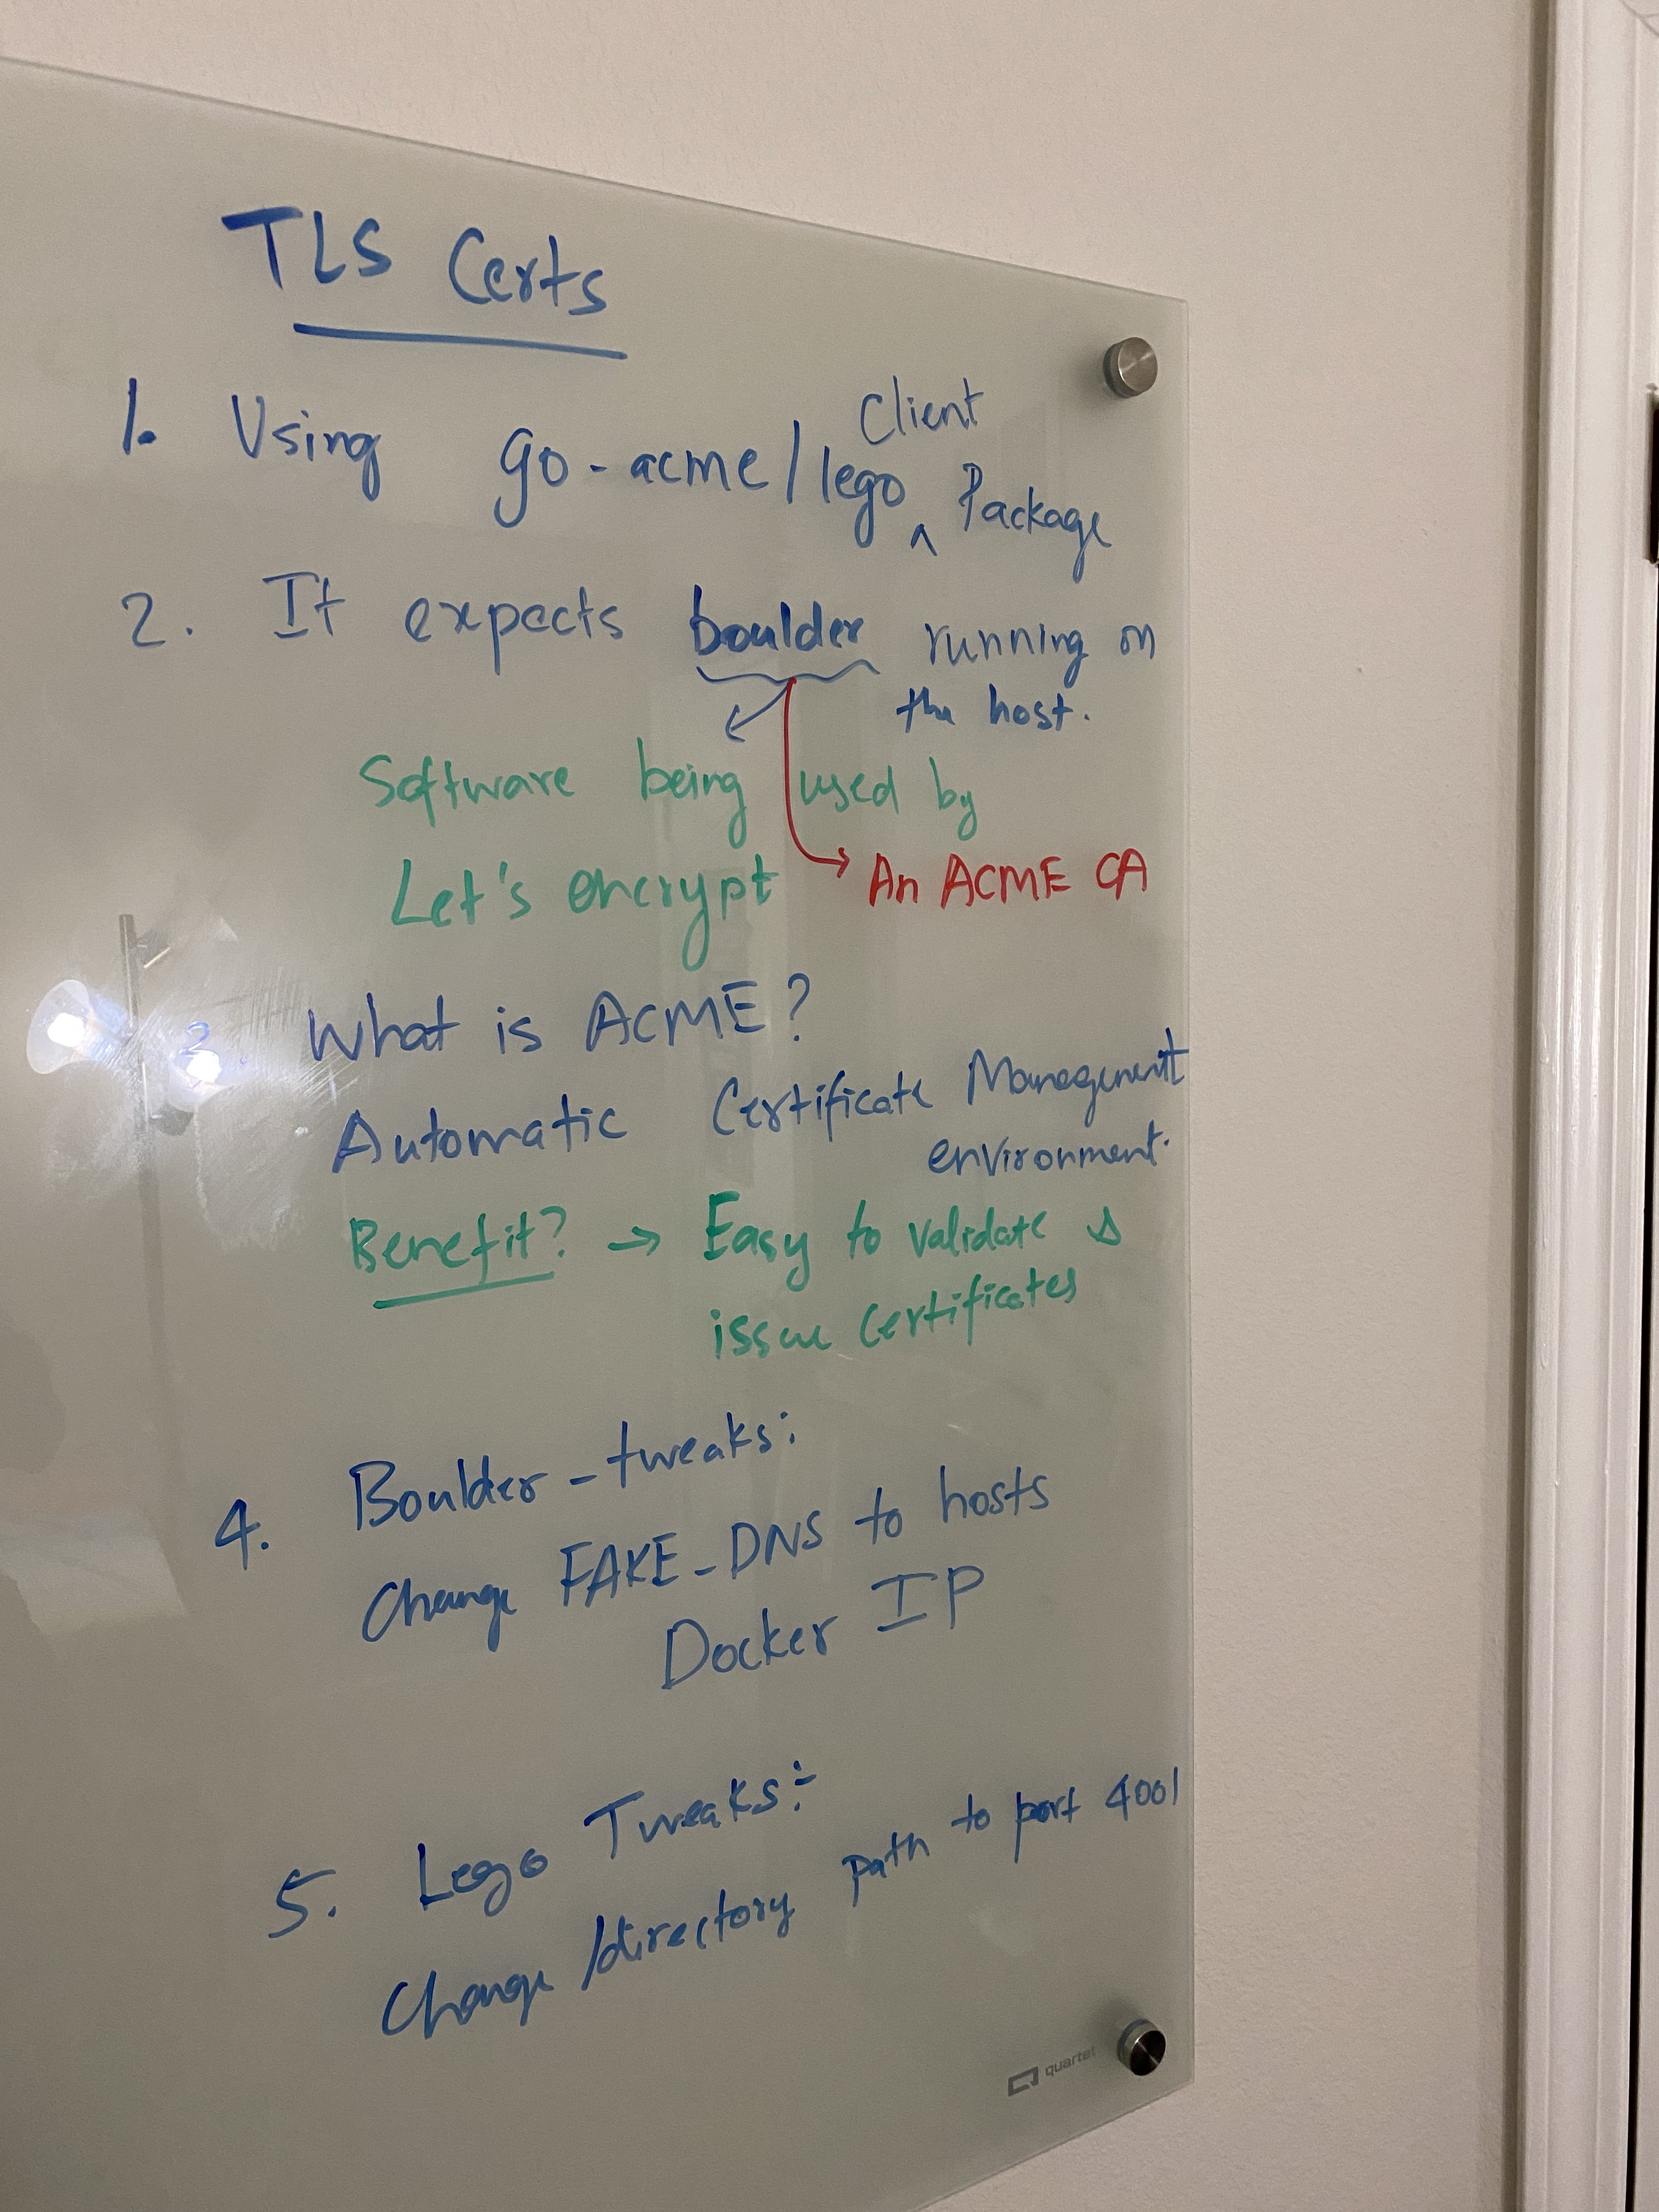 TLS Certs
1. Using go-acme/lego ^ Client Package
2. It expects boulder running on
the host.
Software being used by
Let's encrypt
An ACME CA
3. What is ACME?
Automatic Certificate Management
environment.
Benefit? → Easy to validate &
issue certificates
4. Boulder-tweaks:
Change FAKE_DNS to hosts
Docker IP
5. Lego Tweaks:
Change /directory path to port 4001
quartet